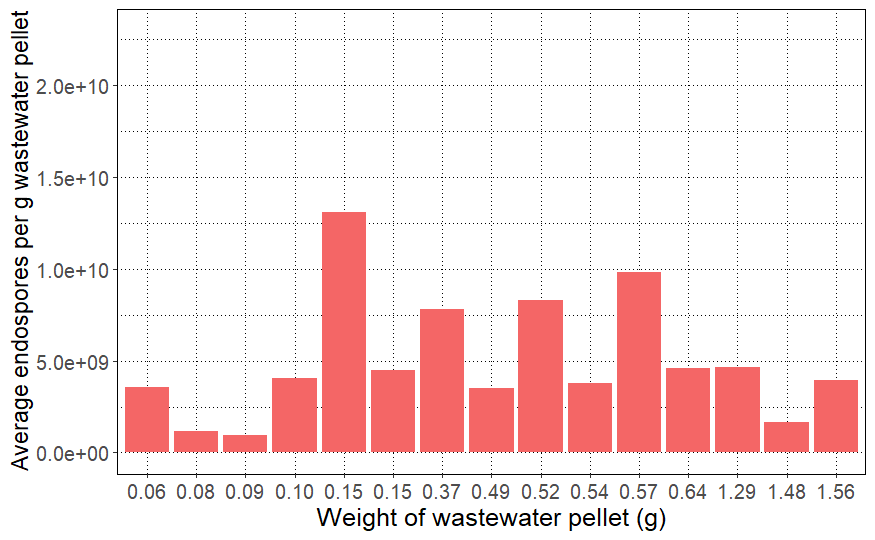 Average endospores per g wastewater pellet
2.0e+10
1.5e+10
1.0e+10
5.0e+09
0.0e+00
0.06 0.08 0.09 0.10 0.15 0.15 0.37 0.49 0.52 0.54 0.57 0.64 1.29 1.48 1.56
Weight of wastewater pellet (g)